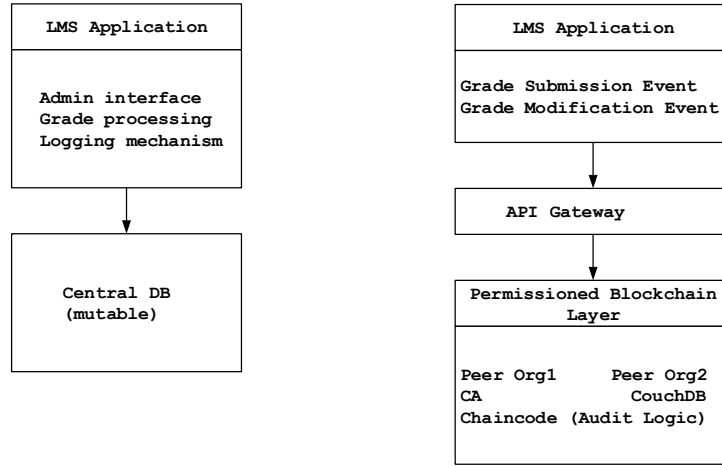 LMS Application
Admin interface
Grade processing
Logging mechanism
Central DB
(mutable)
LMS Application
Grade Submission Event
Grade Modification Event
API Gateway
Permissioned Blockchain
Layer
Peer Org1 Peer Org2
CA CouchDB
Chaincode (Audit Logic)